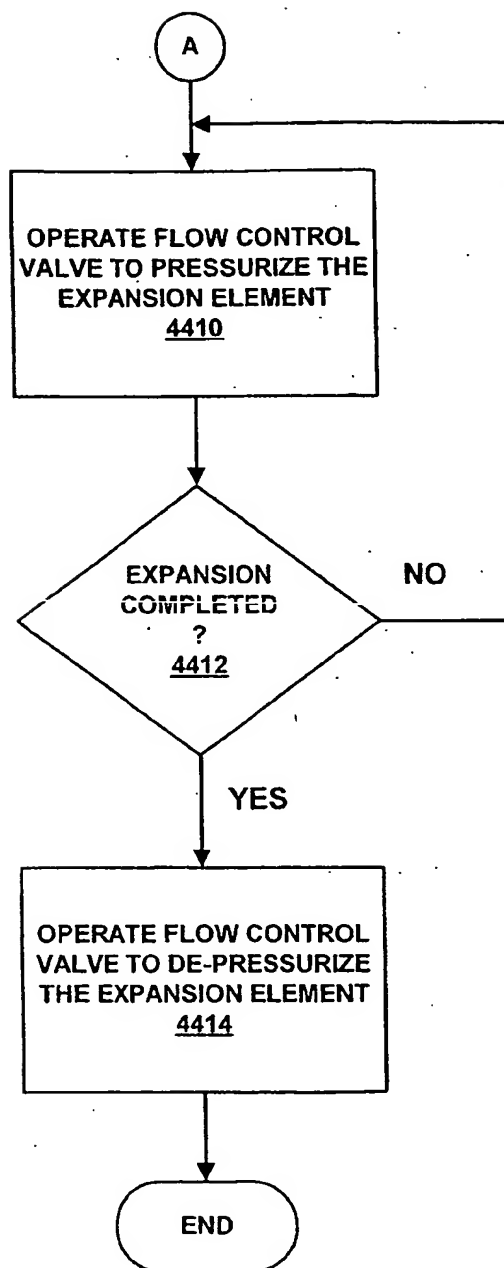 A
OPERATE FLOW CONTROL
VALVE TO PRESSURIZE THE
EXPANSION ELEMENT
4410
EXPANSION
COMPLETED
?
4412
NO
YES
OPERATE FLOW CONTROL
VALVE TO DE-PRESSURIZE
THE EXPANSION ELEMENT
4414
END